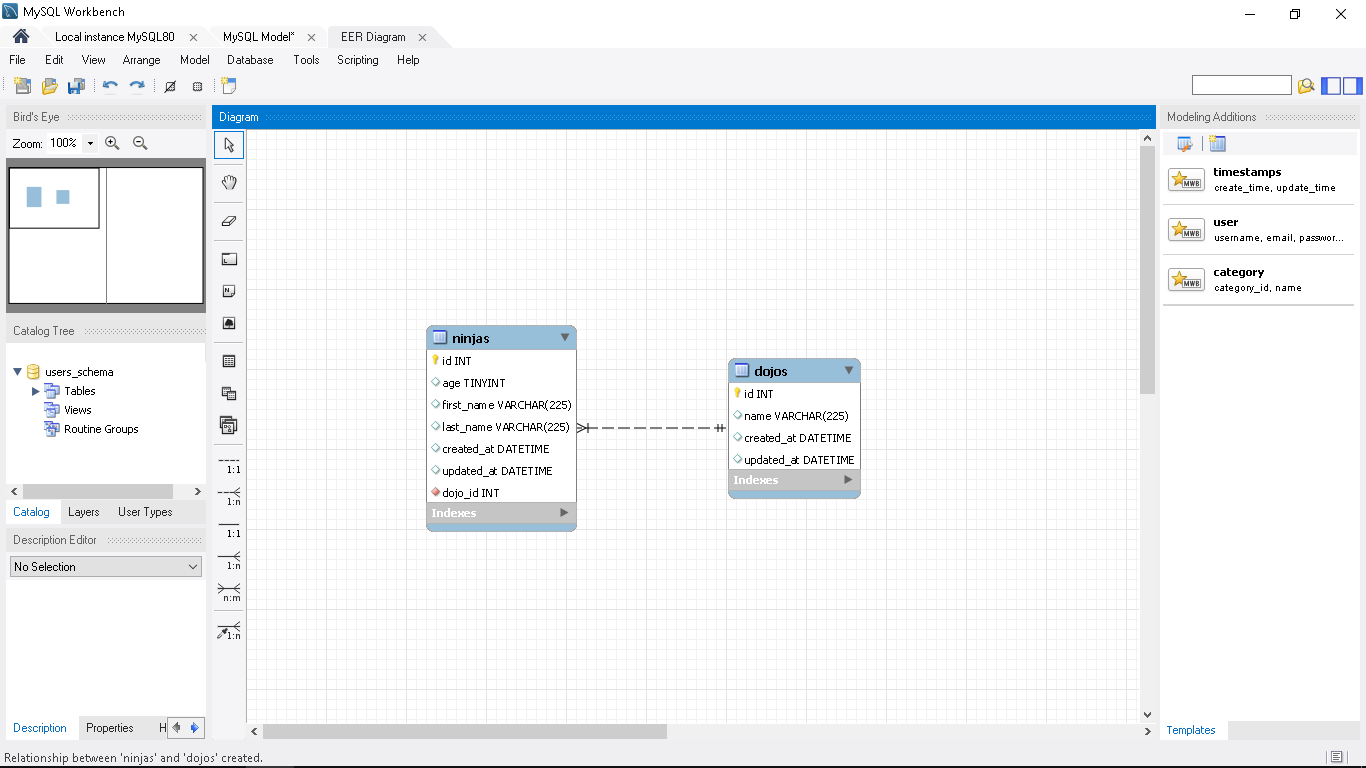 MySQL Workbench
Local instance MySQL80
MySQL Model*
EER Diagram
File Edit View Arrange Model Database Tools Scripting Help
Bird's Eye
Zoom: 100%
Catalog Tree
users_schema
Tables
Views
Routine Groups
Catalog Layers User Types
Description Editor
No Selection
Description Properties H
Diagram
1:1
1:n
1:1
1:n
n:m
1:n
ninjas
id INT
age TINYINT
first_name VARCHAR(225)
last_name VARCHAR(225)
created_at DATETIME
updated_at DATETIME
dojo_id INT
Indexes
dojos
id INT
name VARCHAR(225)
created_at DATETIME
updated_at DATETIME
Indexes
Modeling Additions
MWB
timestamps
create_time, update_time
MWB
user
username, email, passwor...
MWB
category
category_id, name
Templates
Relationship between 'ninjas' and 'dojos' created.